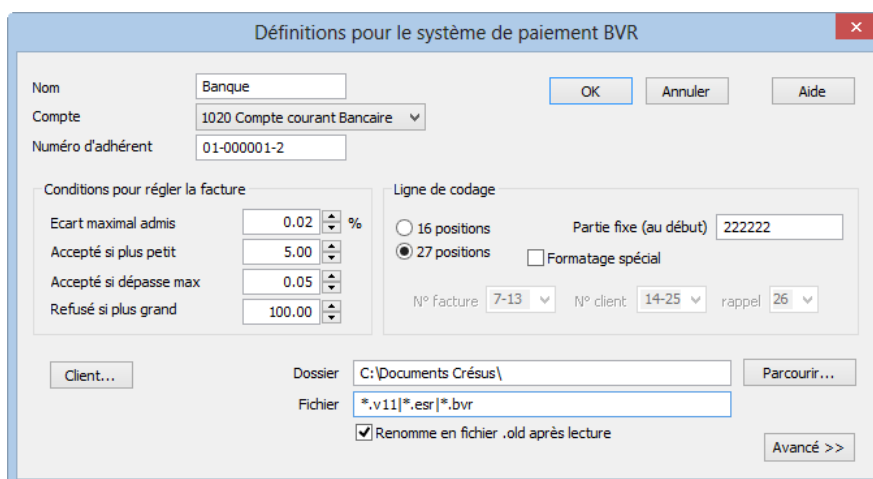 Définitions pour le système de paiement BVR
Nom Banque OK Annuler Aide
Compte 1020 Compte courant Bancaire
Numéro d'adhérent 01-000001-2
Conditions pour régler la facture
Ecart maximal admis 0.02 %
Accepté si plus petit 5.00
Accepté si dépasse max 0.05
Refusé si plus grand 100.00
Ligne de codage
16 positions Partie fixe (au début) 222222
27 positions Formatage spécial
N° facture 7-13 N° client 14-25 rappel 26
Client... Dossier C:\Documents Crésus\ Parcourir...
Fichier *.v11|*.esr|*.bvr
Renomme en fichier .old après lecture
Avancé >>